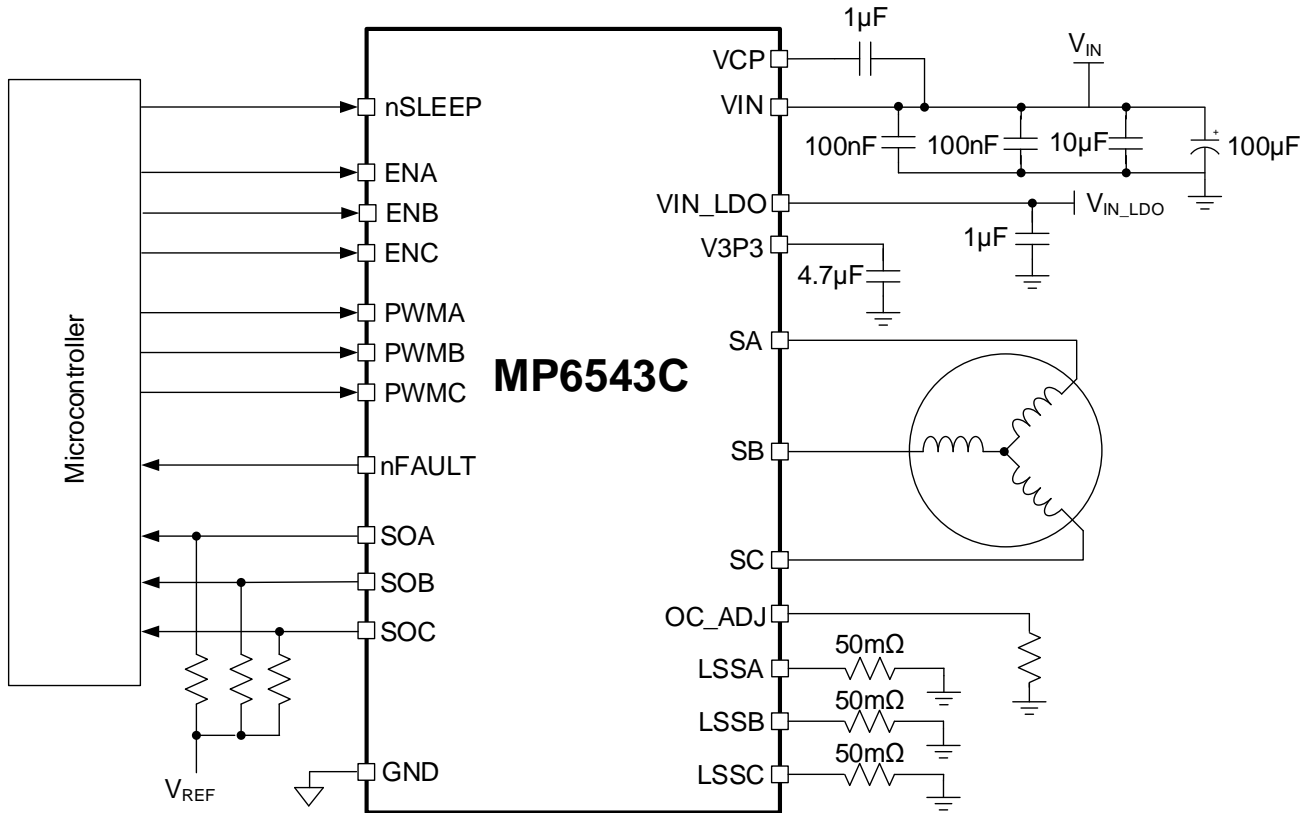 Microcontroller
nSLEEP
ENA
ENB
ENC
PWMA
PWMB
PWMC
nFAULT
SOA
SOB
SOC
VREF
GND
MP6543C
VCP
VIN
VIN_LDO
V3P3
SA
SB
SC
OC_ADJ
LSSA
LSSB
LSSC
1µF
VIN
100nF
100nF
10µF
+
100µF
VIN_LDO
1µF
4.7µF
50mΩ
50mΩ
50mΩ